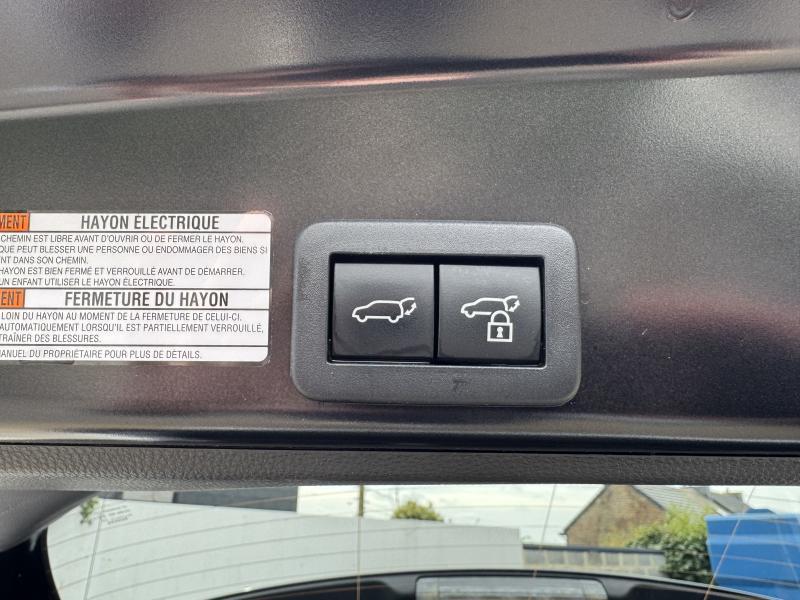 MENT HAYON ÉLECTRIQUE
CHEMIN EST LIBRE AVANT D'OUVRIR OU DE FERMER LE HAYON.
QUE PEUT BLESSER UNE PERSONNE OU ENDOMMAGER DES BIENS SI
ENT DANS SON CHEMIN.
HAYON EST BIEN FERMÉ ET VERROUILLÉ AVANT DE DÉMARRER.
UN ENFANT UTILISER LE HAYON ÉLECTRIQUE.
MENT FERMETURE DU HAYON
LOIN DU HAYON AU MOMENT DE LA FERMETURE DE CELUI-CI.
AUTOMATIQUEMENT LORSQU'IL EST PARTIELLEMENT VERROUILLÉ,
TRAÎNER DES BLESSURES.
MANUEL DU PROPRIÉTAIRE POUR PLUS DE DÉTAILS.